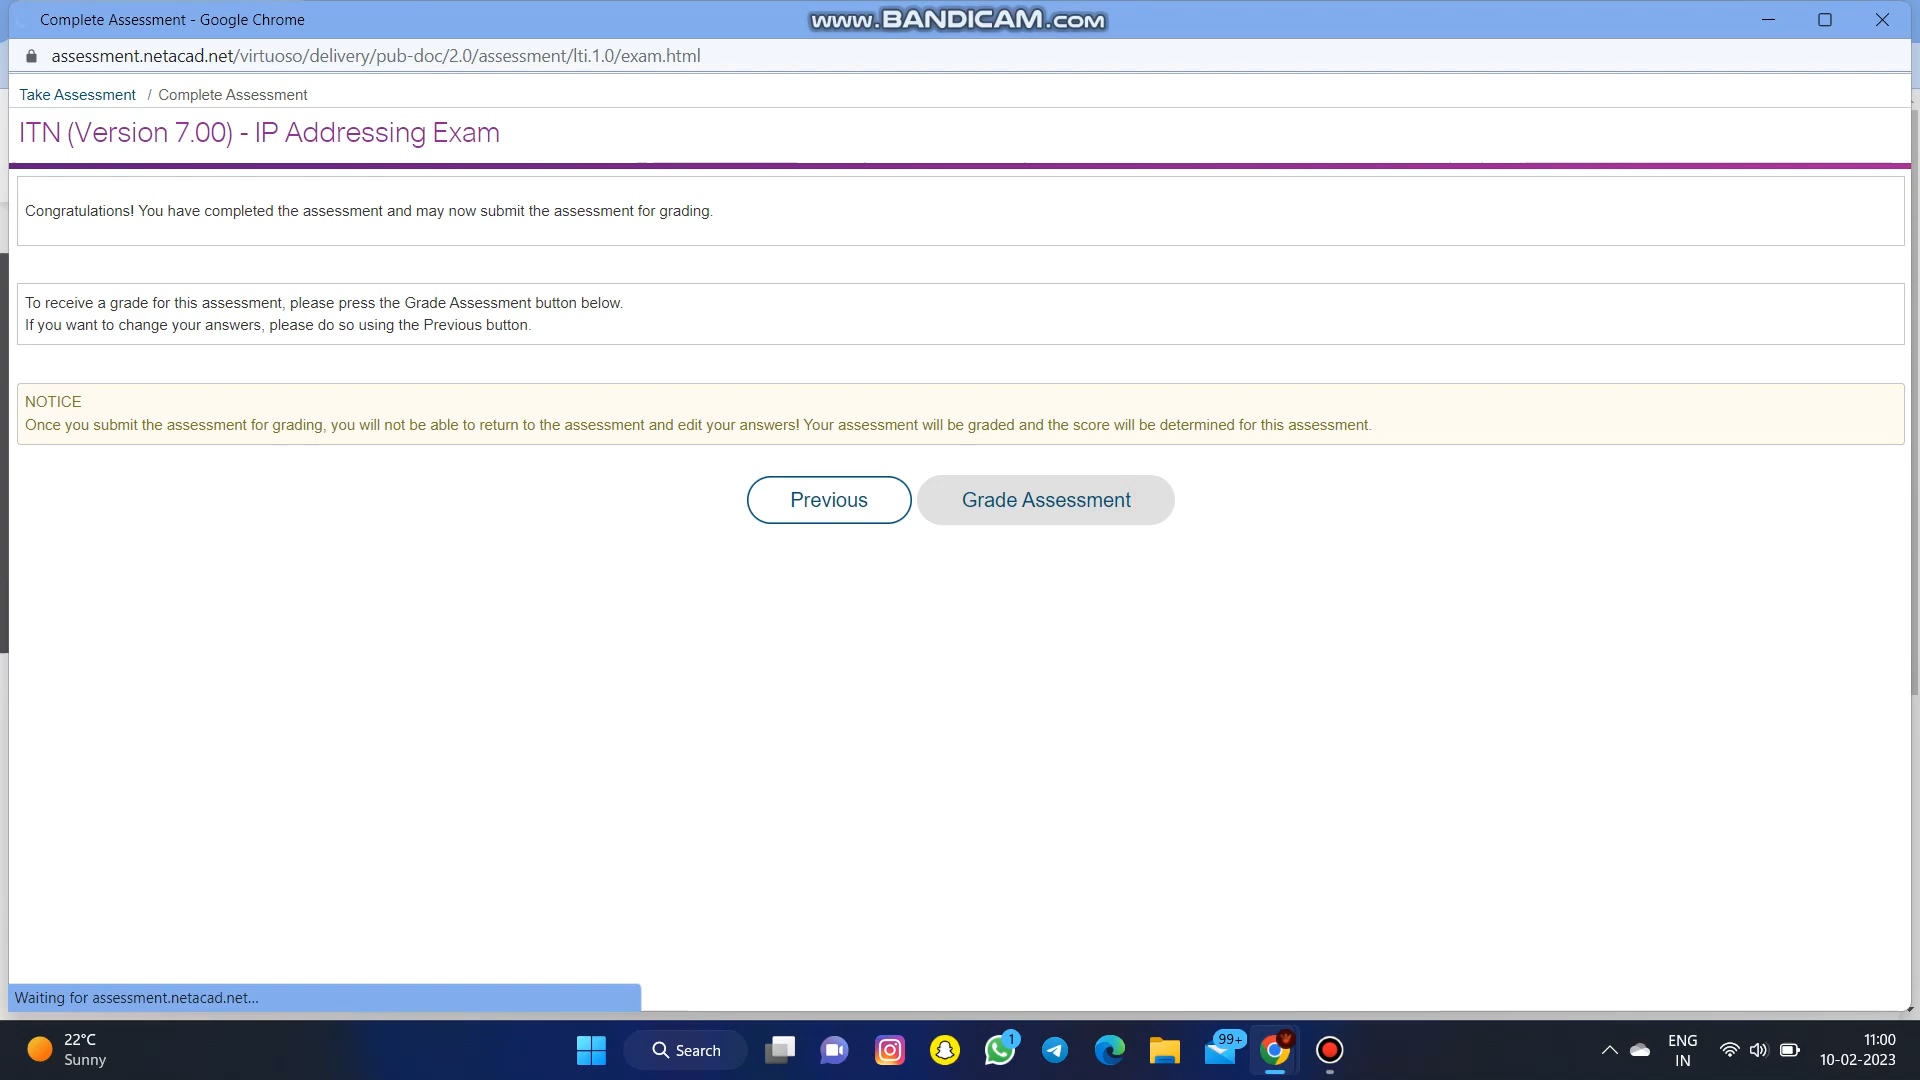 Complete Assessment - Google Chrome
www.BANDICAM.com
assessment.netacad.net/virtuoso/delivery/pub-doc/2.0/assessment/lti.1.0/exam.html
Take Assessment / Complete Assessment
ITN (Version 7.00) - IP Addressing Exam
Congratulations! You have completed the assessment and may now submit the assessment for grading.
To receive a grade for this assessment, please press the Grade Assessment button below.
If you want to change your answers, please do so using the Previous button.
NOTICE
Once you submit the assessment for grading, you will not be able to return to the assessment and edit your answers! Your assessment will be graded and the score will be determined for this assessment.
Previous
Grade Assessment
Waiting for assessment.netacad.net...
22°C
Sunny
Search
1
99+
ENG
IN
11:00
10-02-2023